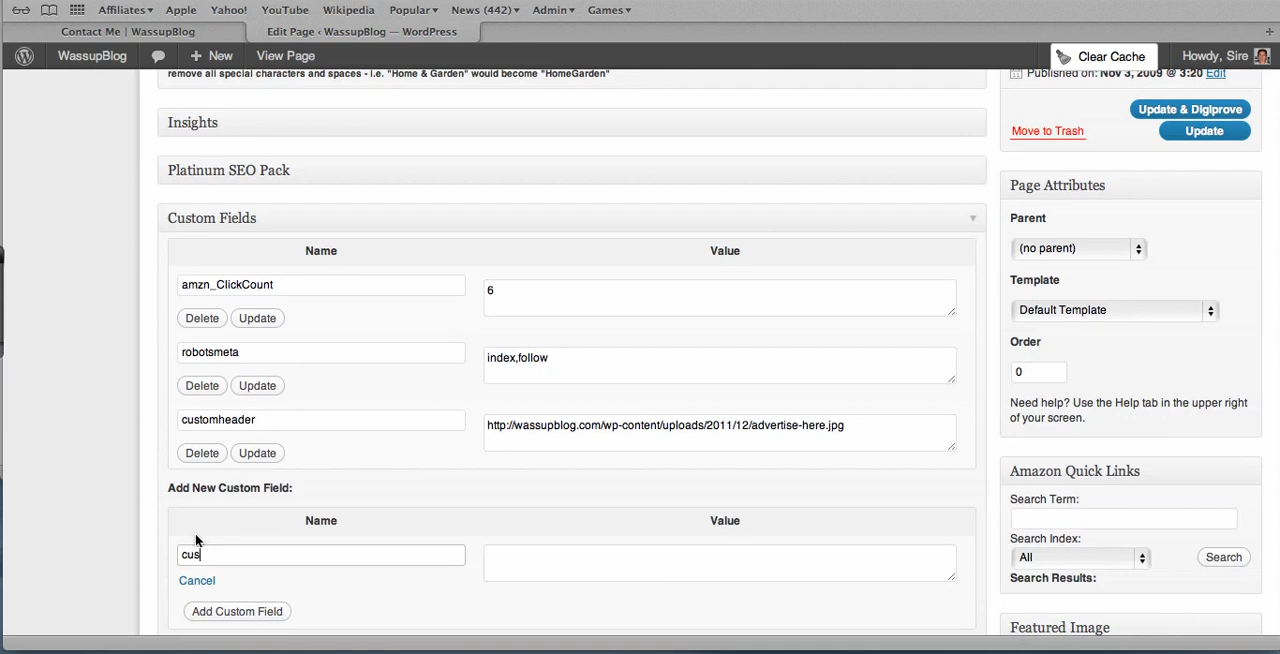 Affiliates▾ Apple Yahoo! YouTube Wikipedia Popular▾ News (442)▾ Admin▾ Games▾
Contact Me | WassupBlog Edit Page ‹ WassupBlog — WordPress +
WassupBlog + New View Page Clear Cache Howdy, Sire
remove all special characters and spaces - i.e. "Home & Garden" would become "HomeGarden"
Insights
Platinum SEO Pack
Custom Fields
Name Value
amzn_ClickCount 6
Delete Update
robotsmeta index,follow
Delete Update
customheader http://wassupblog.com/wp-content/uploads/2011/12/advertise-here.jpg
Delete Update
Add New Custom Field:
Name Value
cus
Cancel
Add Custom Field
Published on: Nov 3, 2009 @ 3:20 Edit
Update & Digiprove
Move to Trash Update
Page Attributes
Parent
(no parent)
Template
Default Template
Order
0
Need help? Use the Help tab in the upper right
of your screen.
Amazon Quick Links
Search Term:
Search Index:
All Search
Search Results:
Featured Image